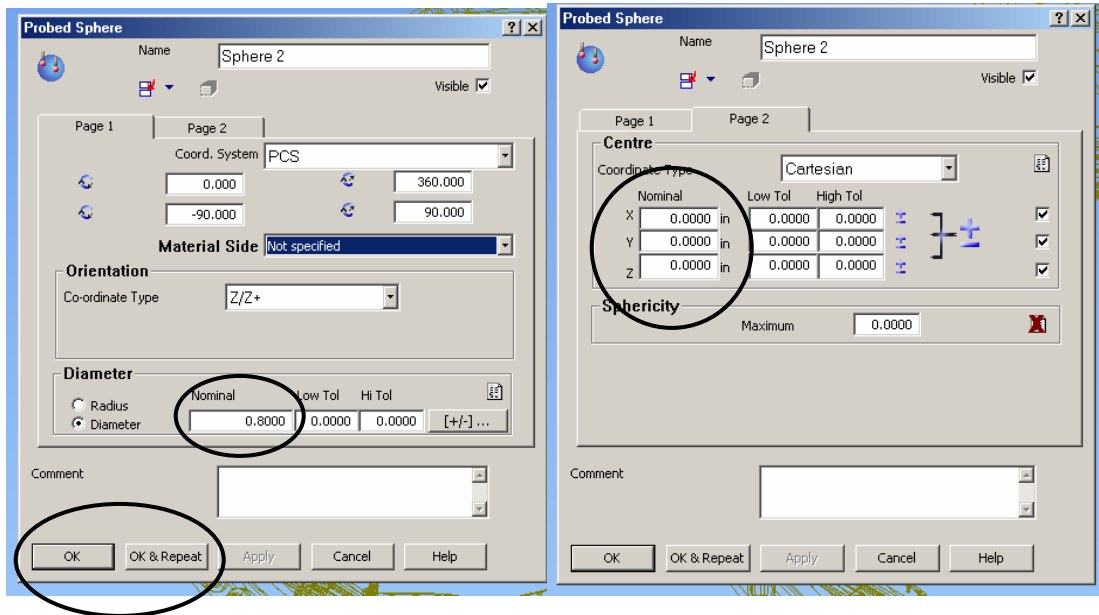 Probed Sphere
? X
Name Sphere 2
Visible
Page 1 Page 2
Coord. System PCS
0.000 360.000
-90.000 90.000
Material Side Not specified
Orientation
Co-ordinate Type Z/Z+
Diameter
Nominal Low Tol Hi Tol
Radius
Diameter 0.8000 0.0000 0.0000 [+/-] ...
Comment
OK OK & Repeat Apply Cancel Help
Probed Sphere
? X
Name Sphere 2
Visible
Page 1 Page 2
Centre
Coordinate Type Cartesian
Nominal Low Tol High Tol
X 0.0000 in 0.0000 0.0000
Y 0.0000 in 0.0000 0.0000
Z 0.0000 in 0.0000 0.0000
Sphericity
Maximum 0.0000
Comment
OK OK & Repeat Apply Cancel Help